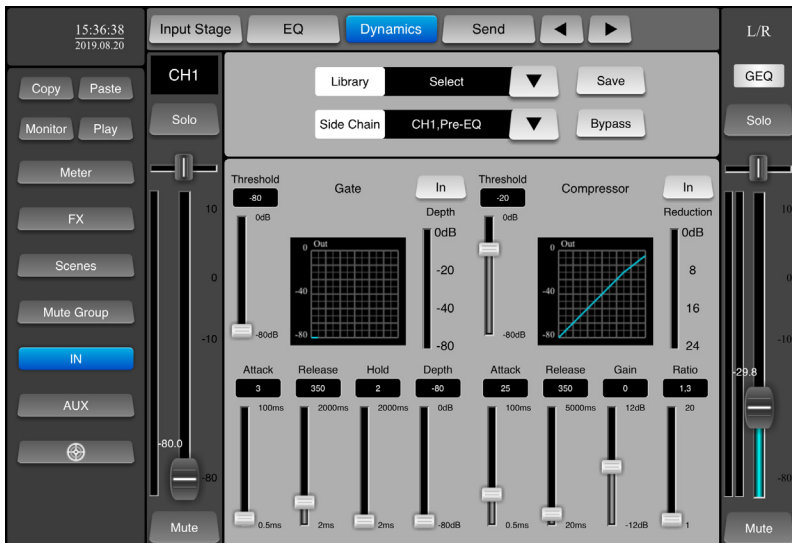 15:36:38
2019.08.20
Input Stage
EQ
Dynamics
Send
L/R
Copy
Paste
Monitor
Play
Meter
FX
Scenes
Mute Group
IN
AUX
CH1
Solo
10
0
-10
-80.0
-80
Mute
Library
Select
Save
Side Chain
CH1,Pre-EQ
Bypass
Threshold
-80
0dB
-80dB
Gate
In
Depth
0dB
-20
-40
-80
0 Out
-40
-80
Threshold
-20
0dB
-80dB
Compressor
In
Reduction
0dB
8
16
24
0 Out
-40
-80
Attack
3
100ms
0.5ms
Release
350
2000ms
2ms
Hold
2
2000ms
2ms
Depth
-80
0dB
-80dB
Attack
25
100ms
0.5ms
Release
350
5000ms
20ms
Gain
0
12dB
-12dB
Ratio
1,3
20
1
GEQ
Solo
10
0
-10
-29.8
-80
Mute